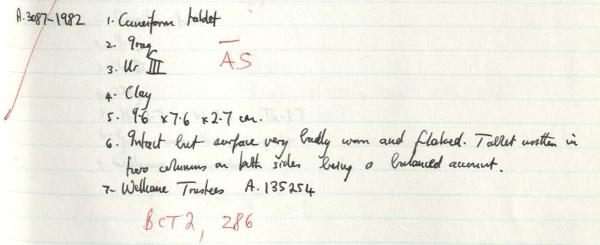 A.3087-1982 1. Cuneiform tablet
2. Iraq
3. Ur III
AS
4. Clay
5. 9.6 x 7.6 x 2.7 cm.
6. Intact but surface very badly worn and flaked. Tablet written in
two columns on both sides being a balanced account.
7- Wellcome Trustees A.135254
BCT2, 286